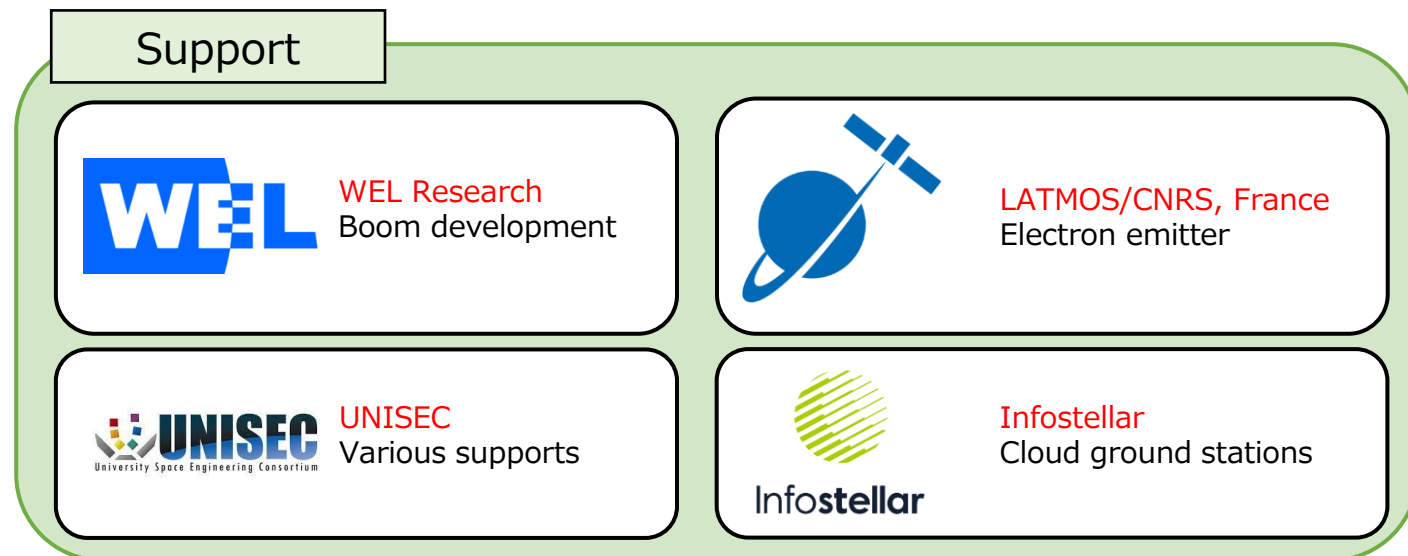 Support
WEL
WEL Research
Boom development
LATMOS/CNRS, France
Electron emitter
UNISEC
University Space Engineering Consortium
UNISEC
Various supports
Infostellar
Infostellar
Cloud ground stations